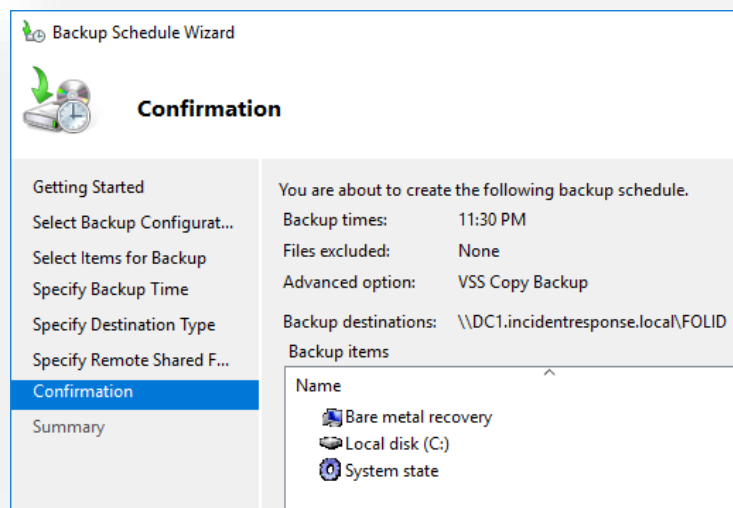 Backup Schedule Wizard
Confirmation
Getting Started
Select Backup Configurat...
Select Items for Backup
Specify Backup Time
Specify Destination Type
Specify Remote Shared F...
Confirmation
Summary
You are about to create the following backup schedule.
Backup times: 11:30 PM
Files excluded: None
Advanced option: VSS Copy Backup
Backup destinations: \\DC1.incidentresponse.local\FOLID
Backup items
Name
Bare metal recovery
Local disk (C:)
System state